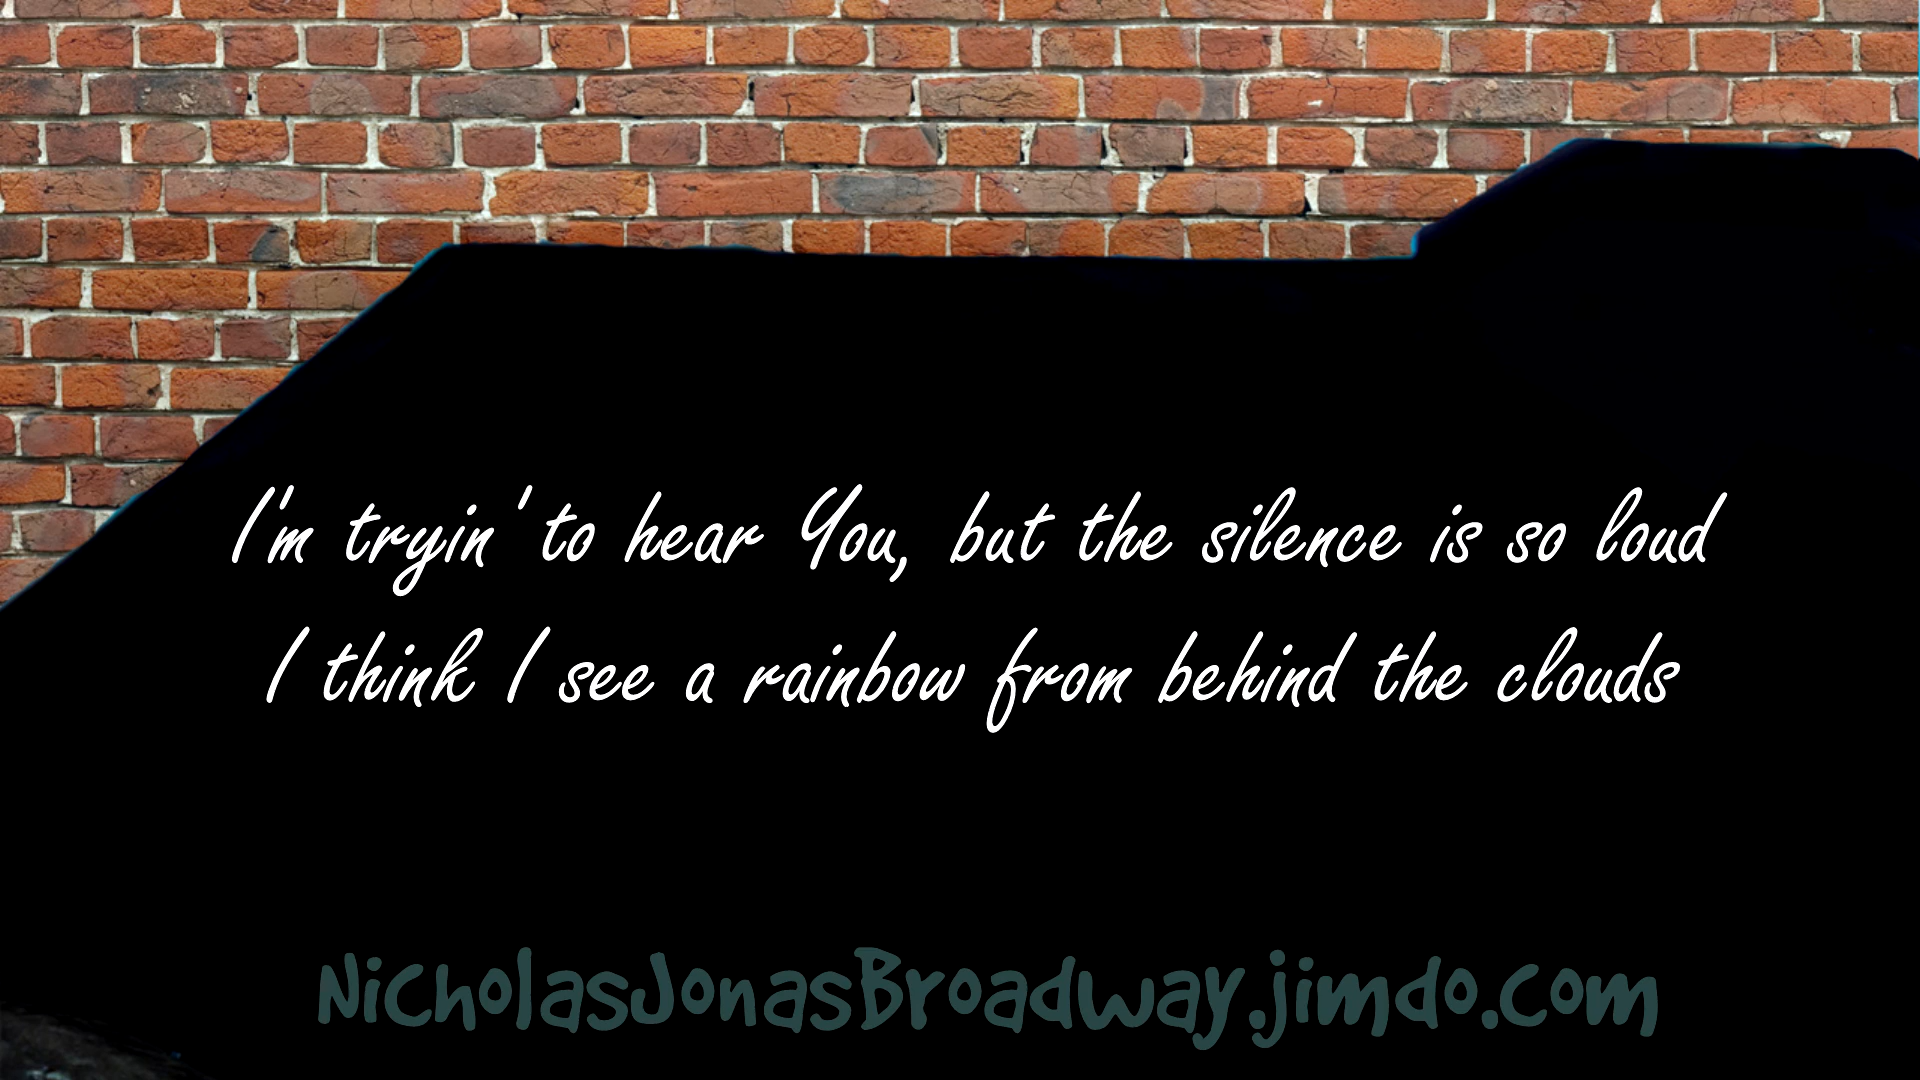 I'm tryin' to hear You, but the silence is so loud
I think I see a rainbow from behind the clouds
NicholasJonasBroadway.jimdo.com